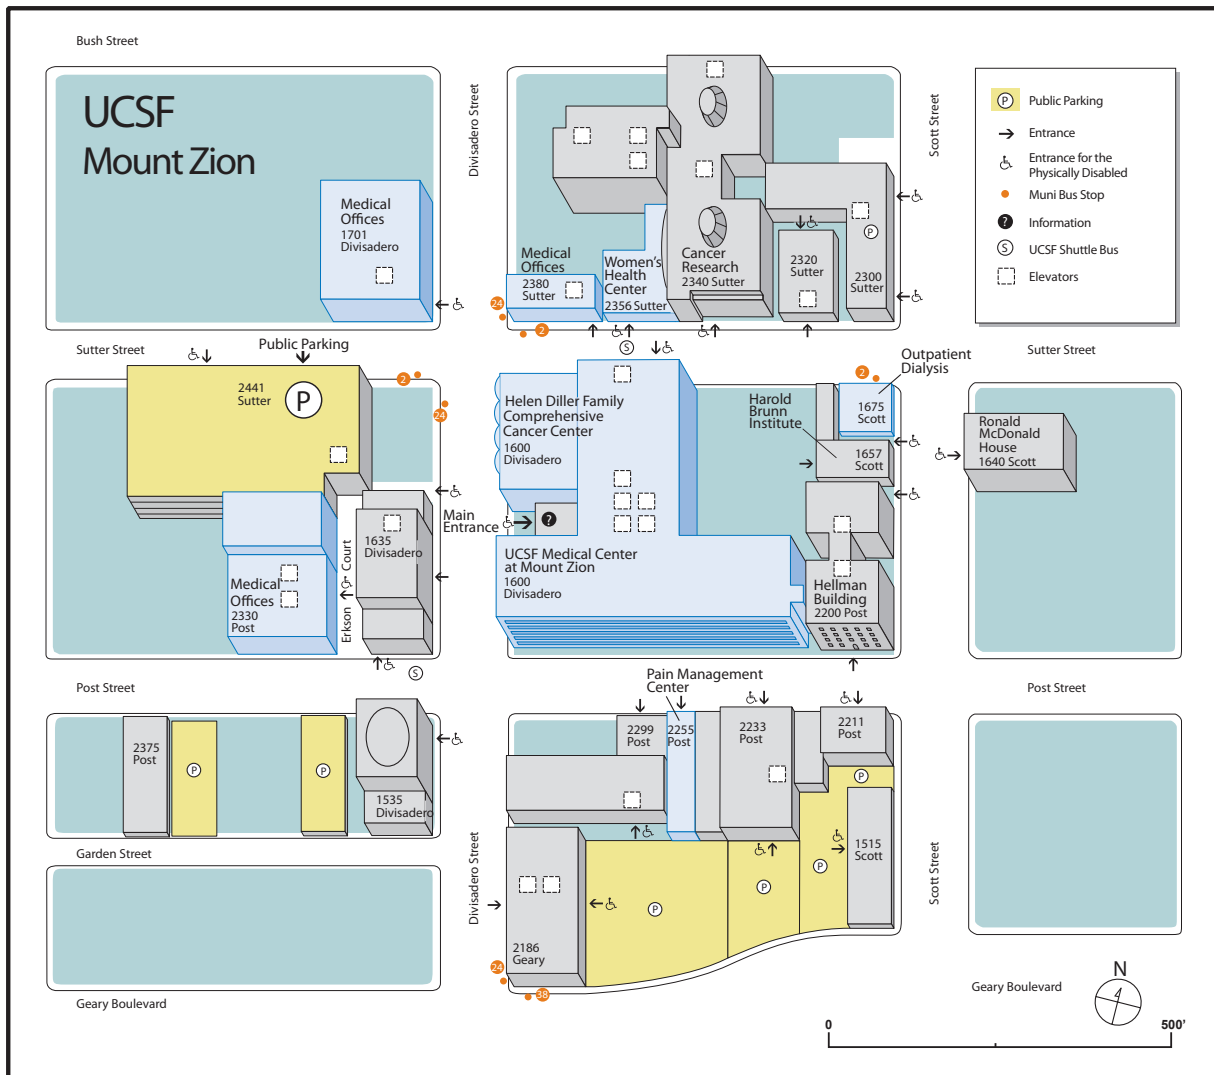 Bush Street
UCSF
Mount Zion
Divisadero Street
Scott Street
P
Public Parking
Entrance
Entrance for the
Physically Disabled
Muni Bus Stop
?
Information
S
UCSF Shuttle Bus
Elevators
Medical
Offices
1701
Divisadero
Medical
Offices
2380
Sutter
Women's
Health
Center
2356 Sutter
Cancer
Research
2340 Sutter
2320
Sutter
P
2300
Sutter
24
2
S
Sutter Street
Public Parking
Sutter Street
2441
Sutter
P
2
24
Helen Diller Family
Comprehensive
Cancer Center
1600
Divisadero
Outpatient
Dialysis
2
1675
Scott
Harold
Brunn
Institute
1657
Scott
Ronald
McDonald
House
1640 Scott
Main
Entrance
?
1635
Divisadero
Erkson Court
Medical
Offices
2330
Post
UCSF Medical Center
at Mount Zion
1600
Divisadero
Hellman
Building
2200 Post
S
Post Street
Pain Management
Center
Post Street
2375
Post
P
P
1535
Divisadero
2299
Post
2255
Post
2233
Post
2211
Post
P
1515
Scott
P
P
P
Garden Street
Divisadero Street
Scott Street
2186
Geary
24
38
Geary Boulevard
Geary Boulevard
N
0
500'